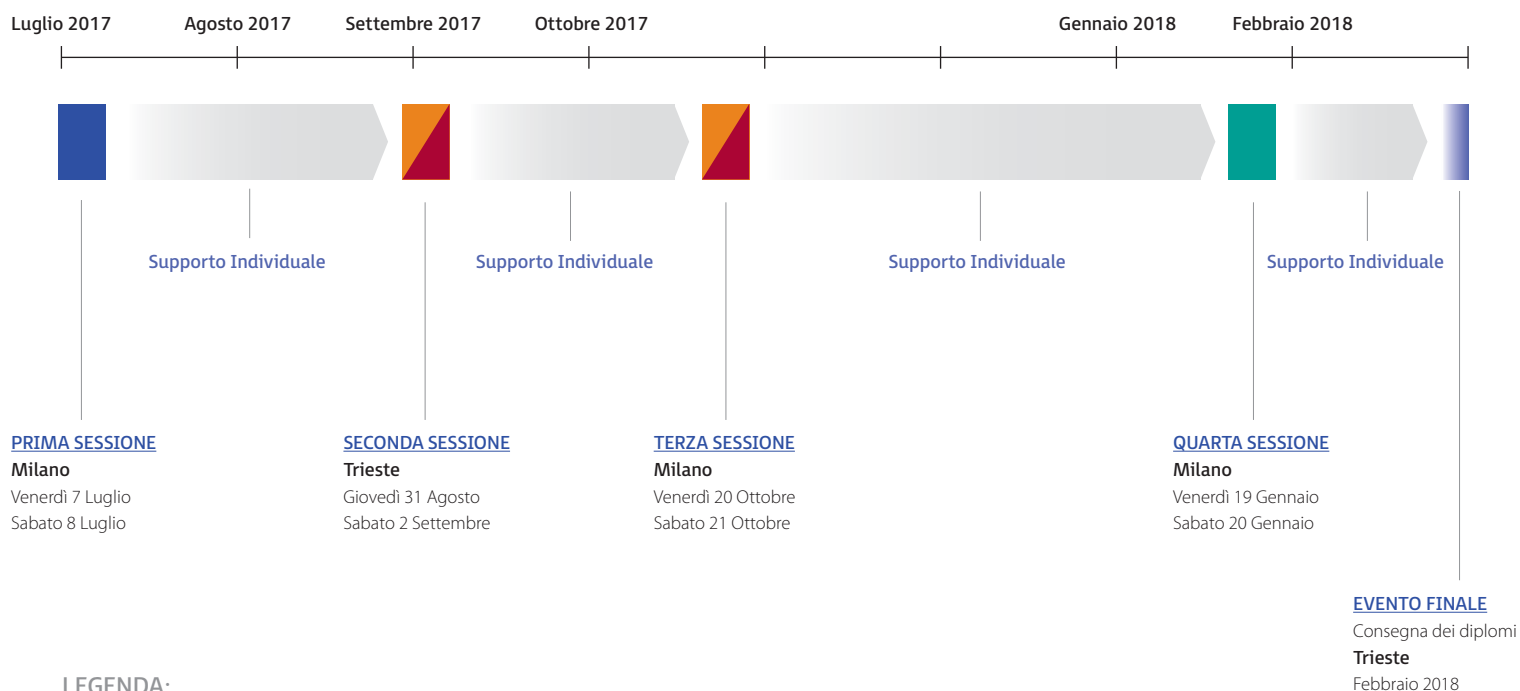 Luglio 2017
Agosto 2017
Settembre 2017
Ottobre 2017
Gennaio 2018
Febbraio 2018
Supporto Individuale
Supporto Individuale
Supporto Individuale
Supporto Individuale
PRIMA SESSIONE
Milano
Venerdì 7 Luglio
Sabato 8 Luglio
SECONDA SESSIONE
Trieste
Giovedì 31 Agosto
Sabato 2 Settembre
TERZA SESSIONE
Milano
Venerdì 20 Ottobre
Sabato 21 Ottobre
QUARTA SESSIONE
Milano
Venerdì 19 Gennaio
Sabato 20 Gennaio
EVENTO FINALE
Consegna dei diplomi
Trieste
Febbraio 2018
LEGENDA: